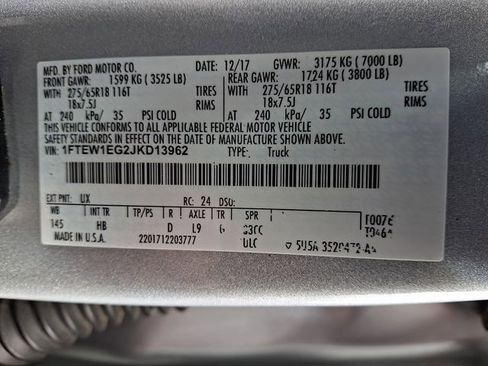 MFD. BY FORD MOTOR CO. DATE: 12/17 GVWR: 3175 KG ( 7000 LB)
FRONT GAWR: 1599 KG ( 3525 LB) REAR GAWR: 1724 KG ( 3800 LB)
WITH 275/65R18 116T TIRES WITH 275/65R18 116T TIRES
18x7.5J RIMS 18x7.5J RIMS
AT 240 kPa/ 35 PSI COLD AT 240 kPa/ 35 PSI COLD
THIS VEHICLE CONFORMS TO ALL APPLICABLE FEDERAL MOTOR VEHICLE
SAFETY STANDARDS IN EFFECT ON THE DATE OF MANUFACTURE SHOWN ABOVE.
VIN: 1FTEW1EG2JKD13962 TYPE: Truck
EXT PNT: UX RC: 24 DSO:
WB INT TR TP/PS R AXLE TR SPR
145 HB D L9 6
MADE IN U.S.A. 2201712203777